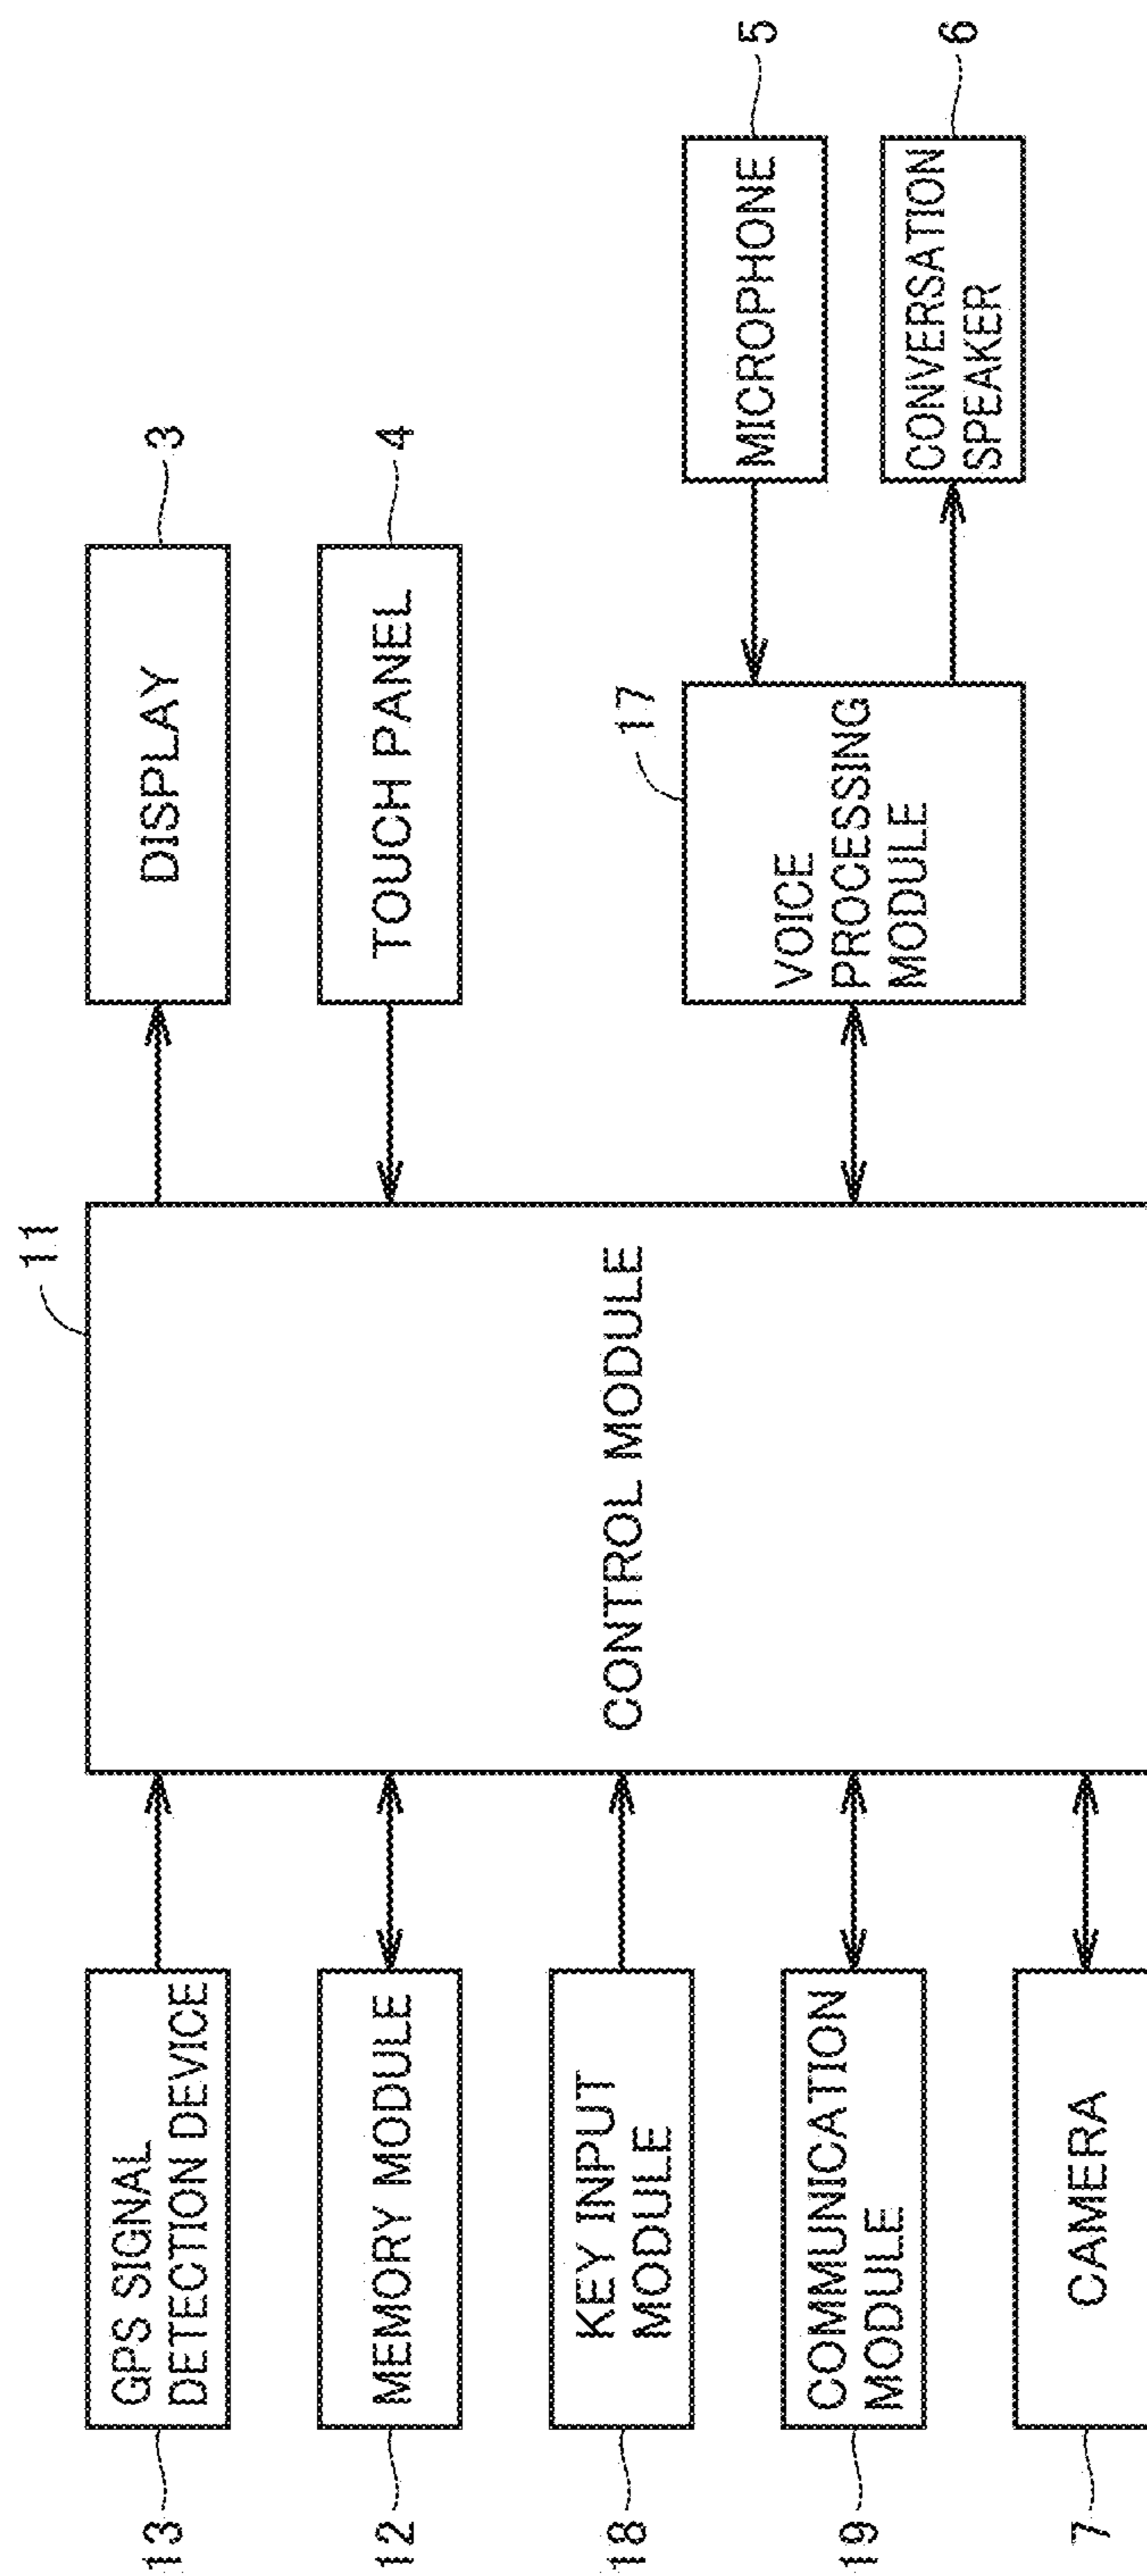 11
13
GPS SIGNAL
DETECTION DEVICE
DISPLAY
3
12
MEMORY MODULE
TOUCH PANEL
4
18
KEY INPUT
MODULE
CONTROL MODULE
17
MICROPHONE
5
19
COMMUNICATION
MODULE
VOICE
PROCESSING
MODULE
CONVERSATION
SPEAKER
6
7
CAMERA